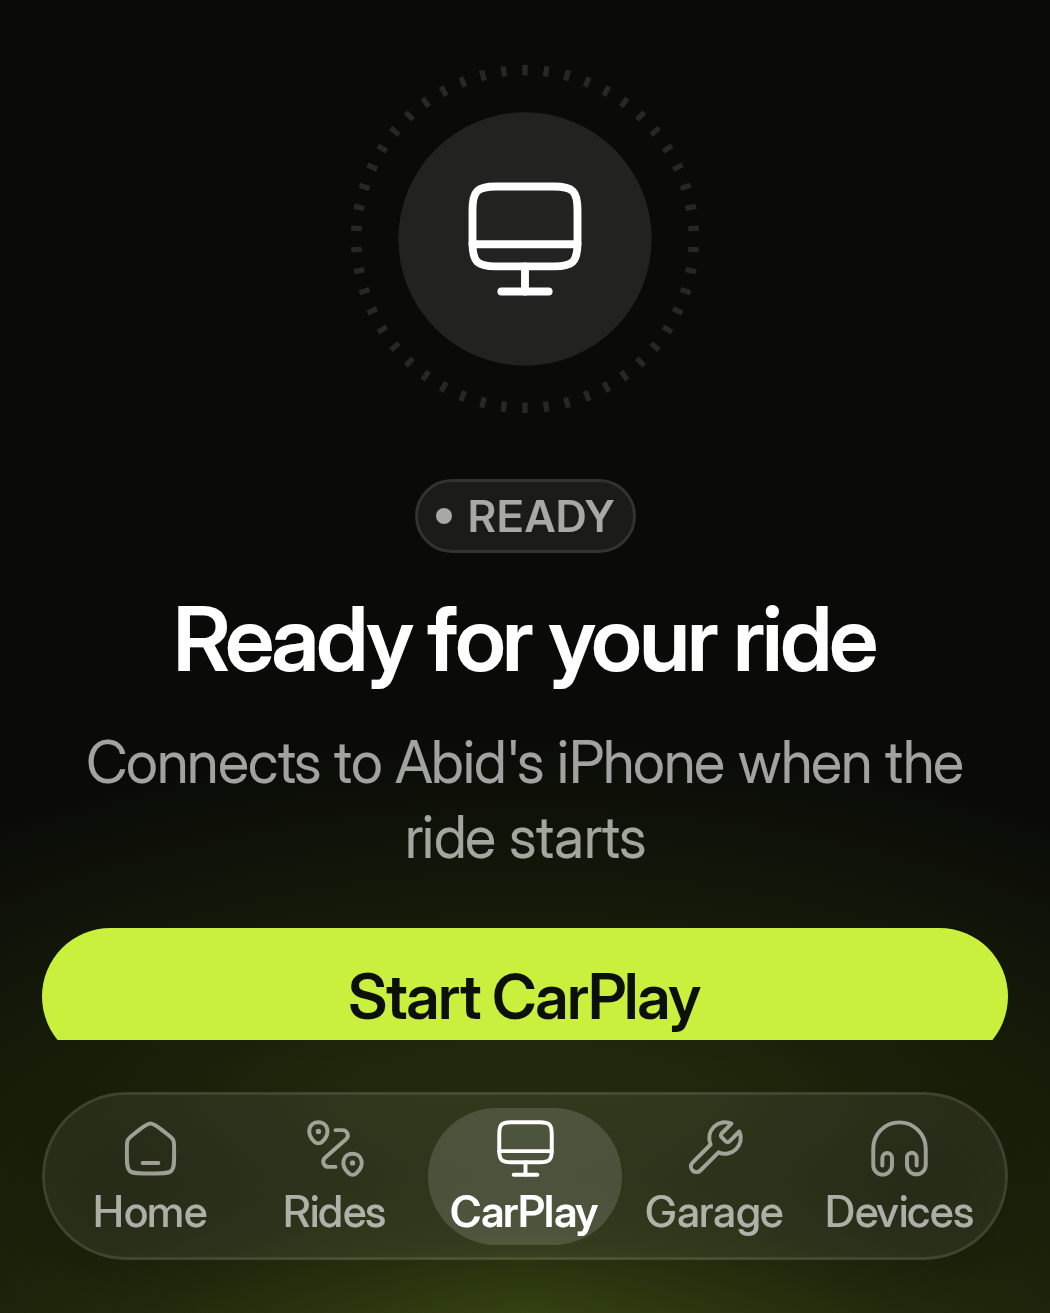 READY
Ready for your ride
Connects to Abid's iPhone when the
ride starts
Start CarPlay
Home Rides CarPlay Garage Devices